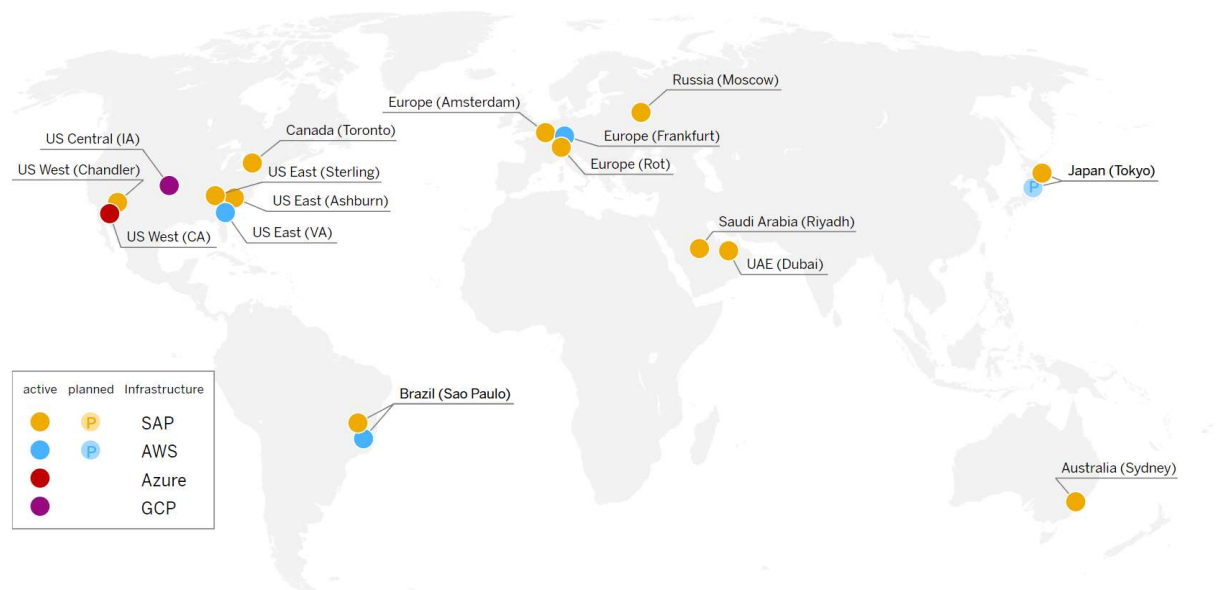 Russia (Moscow)
Europe (Amsterdam)
Canada (Toronto)
US Central (IA)
Europe (Frankfurt)
Europe (Rot)
US West (Chandler)
US East (Sterling)
Japan (Tokyo)
P
US East (Ashburn)
Saudi Arabia (Riyadh)
US East (VA)
US West (CA)
UAE (Dubai)
Brazil (Sao Paulo)
active planned Infrastructure
P SAP
P AWS
Azure
GCP
Australia (Sydney)